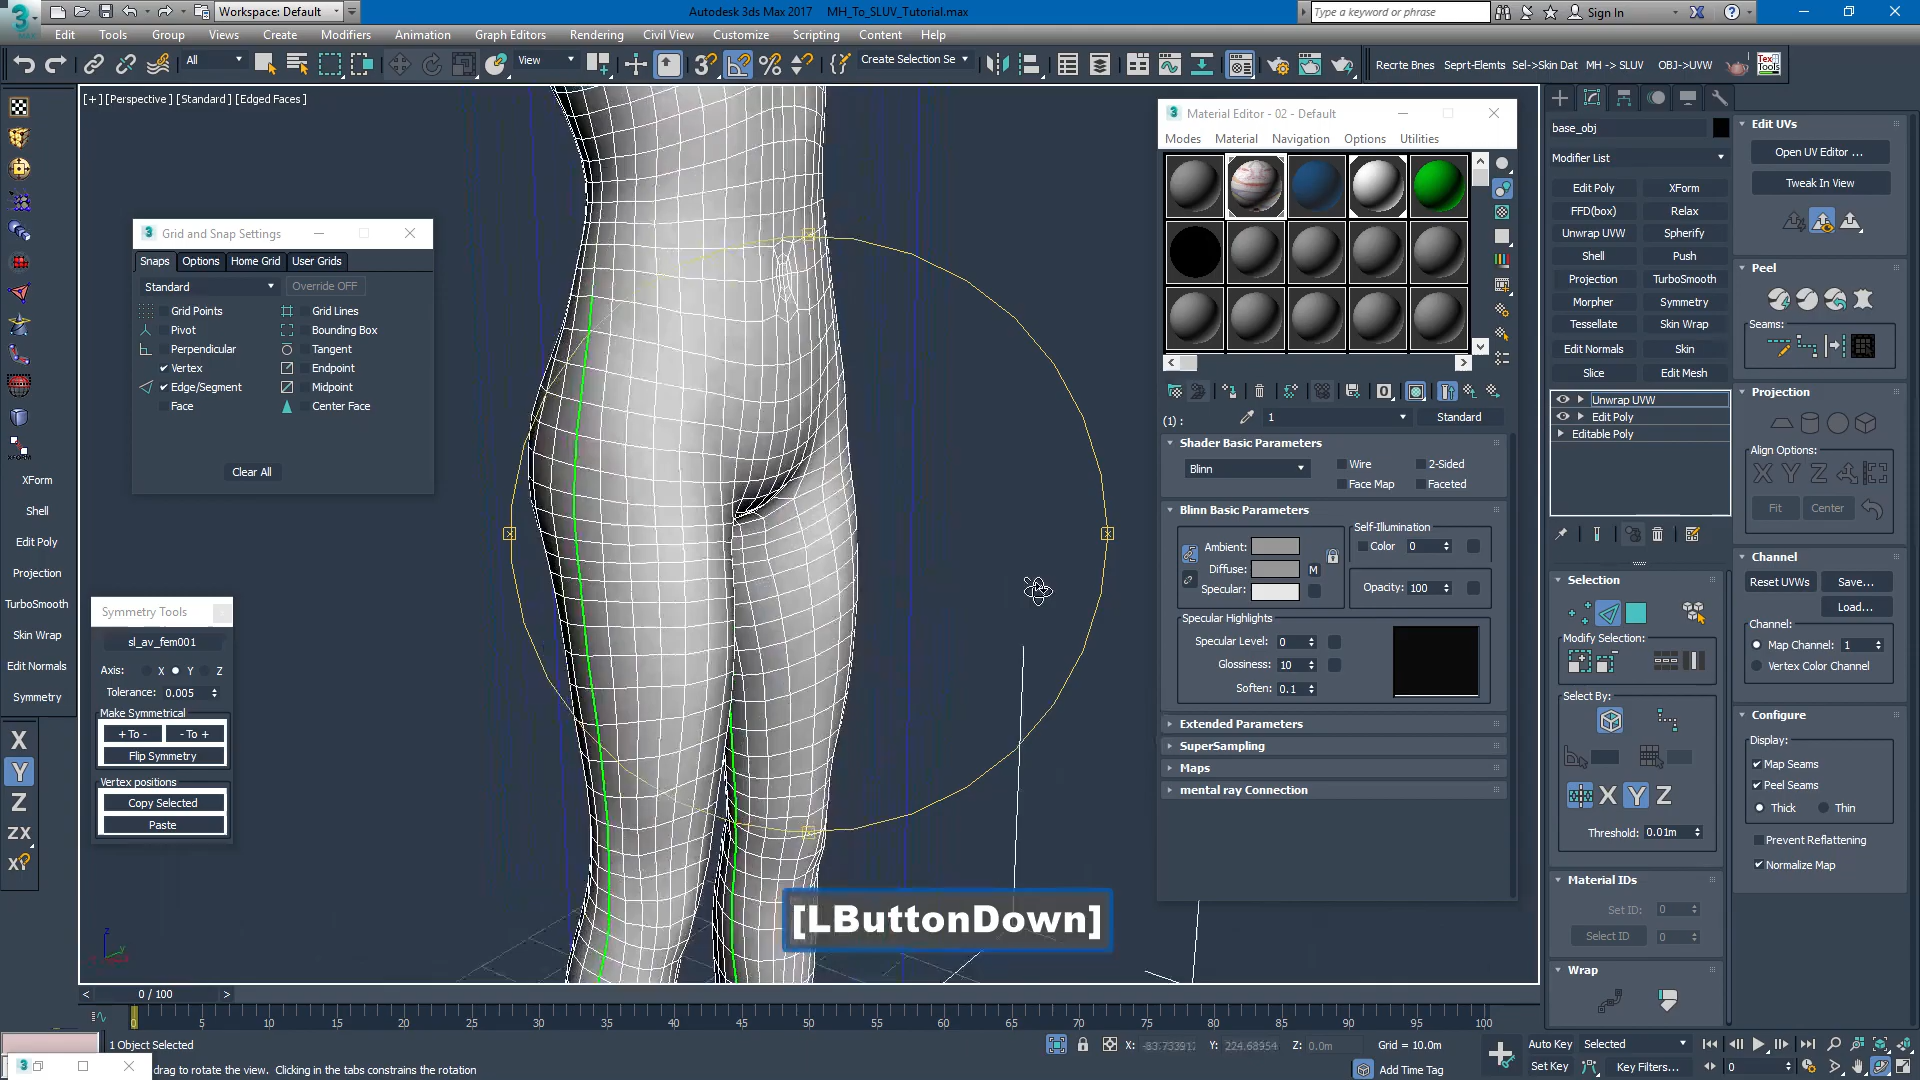 Workspace: Default
Autodesk 3ds Max 2017    MH_To_SLUV_Tutorial.max
Type a keyword or phrase
Sign In
MAX
Edit  Tools  Group  Views  Create  Modifiers  Animation  Graph Editors  Rendering  Civil View  Customize  Scripting  Content  Help
All
View
Create Selection Se
Recrte Bnes  Seprt-Elemts  Sel->Skin Dat  MH -> SLUV  OBJ->UVW
[+] [Perspective] [Standard] [Edged Faces]
Grid and Snap Settings
Snaps  Options  Home Grid  User Grids
Standard  Override OFF
Grid Points  Grid Lines
Pivot  Bounding Box
Perpendicular  Tangent
Vertex  Endpoint
Edge/Segment  Midpoint
Face  Center Face
Clear All
XForm
Shell
Edit Poly
Projection
TurboSmooth
Skin Wrap
Edit Normals
Symmetry
X
Y
Z
ZX
XY
Symmetry Tools
sl_av_fem001
Axis:  X  Y  Z
Tolerance: 0.005
Make Symmetrical
+ To -  - To +
Flip Symmetry
Vertex positions
Copy Selected
Paste
[LButtonDown]
Material Editor - 02 - Default
Modes  Material  Navigation  Options  Utilities
(1) :  1  Standard
Shader Basic Parameters
Blinn  Wire  2-Sided
Face Map  Faceted
Blinn Basic Parameters
Self-Illumination
Ambient:  Color  0
Diffuse:  M
Specular:  Opacity: 100
Specular Highlights
Specular Level: 0
Glossiness: 10
Soften: 0.1
Extended Parameters
SuperSampling
Maps
mental ray Connection
base_obj
Modifier List
Edit Poly  XForm
FFD(box)  Relax
Unwrap UVW  Spherify
Shell  Push
Projection  TurboSmooth
Morpher  Symmetry
Tessellate  Skin Wrap
Edit Normals  Skin
Slice  Edit Mesh
Unwrap UVW
Edit Poly
Editable Poly
Selection
Modify Selection:
Select By:
X Y Z
Threshold: 0.01m
Material IDs
Set ID: 0
Select ID  0
Wrap
Edit UVs
Open UV Editor ...
Tweak In View
Peel
Seams:
Projection
Align Options:
X Y Z
Fit  Center
Channel
Reset UVWs  Save...
Load...
Channel:
Map Channel: 1
Vertex Color Channel
Configure
Display:
Map Seams
Peel Seams
Thick  Thin
Prevent Reflattening
Normalize Map
< 0 / 100 >
0  5  10  15  20  25  30  35  40  45  50  55  60  65  70  75  80  85  90  95  100
1 Object Selected
X:  Y: 224.68954  Z: 0.0m  Grid = 10.0m
Auto Key  Selected
drag to rotate the view.  Clicking in the tabs constrains the rotation
Add Time Tag
Set Key  Key Filters...  0